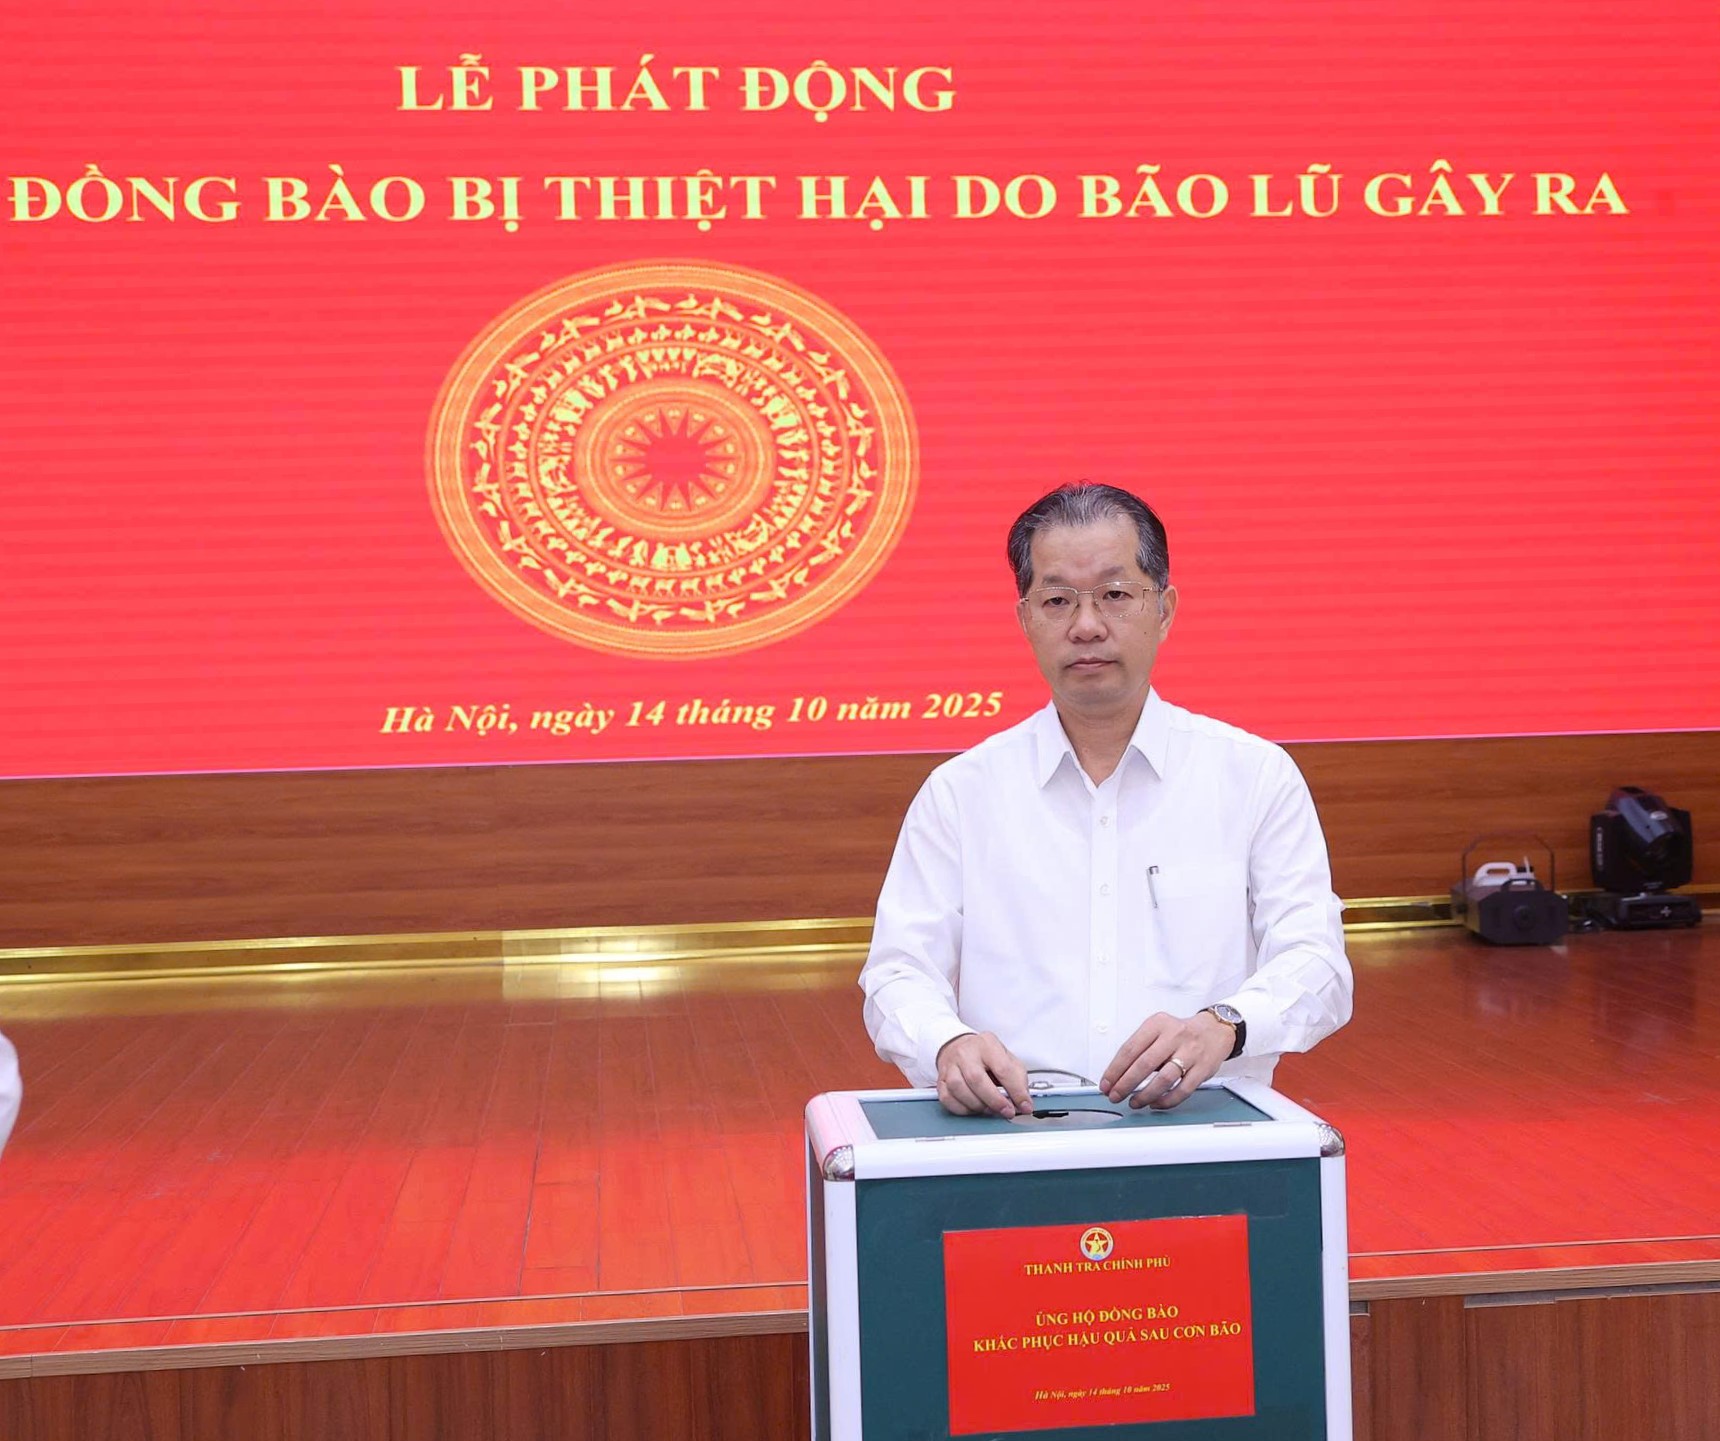 LỄ PHÁT ĐỘNG
ĐỒNG BÀO BỊ THIỆT HẠI DO BÃO LŨ GÂY RA
Hà Nội, ngày 14 tháng 10 năm 2025
THANH TRA CHÍNH PHỦ
ỦNG HỘ ĐỒNG BÀO
KHẮC PHỤC HẬU QUẢ SAU CƠN BÃO
Hà Nội, ngày 14 tháng 10 năm 2025